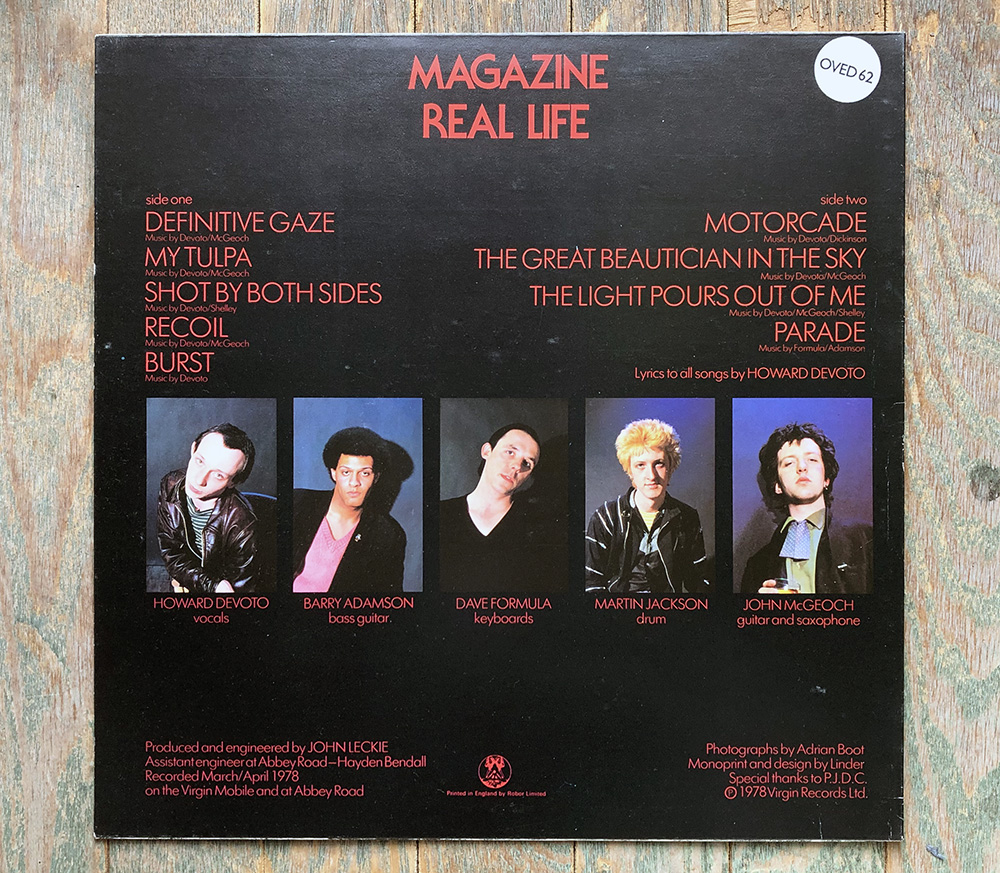 MAGAZINE
REAL LIFE
OVED 62
side one
DEFINITIVE GAZE
Music by Devoto/McGeoch
MY TULPA
Music by Devoto/McGeoch
SHOT BY BOTH SIDES
Music by Devoto/Shelley
RECOIL
Music by Devoto/McGeoch
BURST
Music by Devoto
side two
MOTORCADE
Music by Devoto/Dickinson
THE GREAT BEAUTICIAN IN THE SKY
Music by Devoto/McGeoch
THE LIGHT POURS OUT OF ME
Music by Devoto/McGeoch/Shelley
PARADE
Music by Formula/Adamson
Lyrics to all songs by HOWARD DEVOTO
HOWARD DEVOTO
vocals
BARRY ADAMSON
bass guitar
DAVE FORMULA
keyboards
MARTIN JACKSON
drum
JOHN McGEOCH
guitar and saxophone
Produced and engineered by JOHN LECKIE
Assistant engineer at Abbey Road – Hayden Bendall
Recorded March/April 1978
on the Virgin Mobile and at Abbey Road
Printed in England by Robor Limited
Photographs by Adrian Boot
Monoprint and design by Linder
Special thanks to P.J.D.C.
℗ 1978 Virgin Records Ltd.